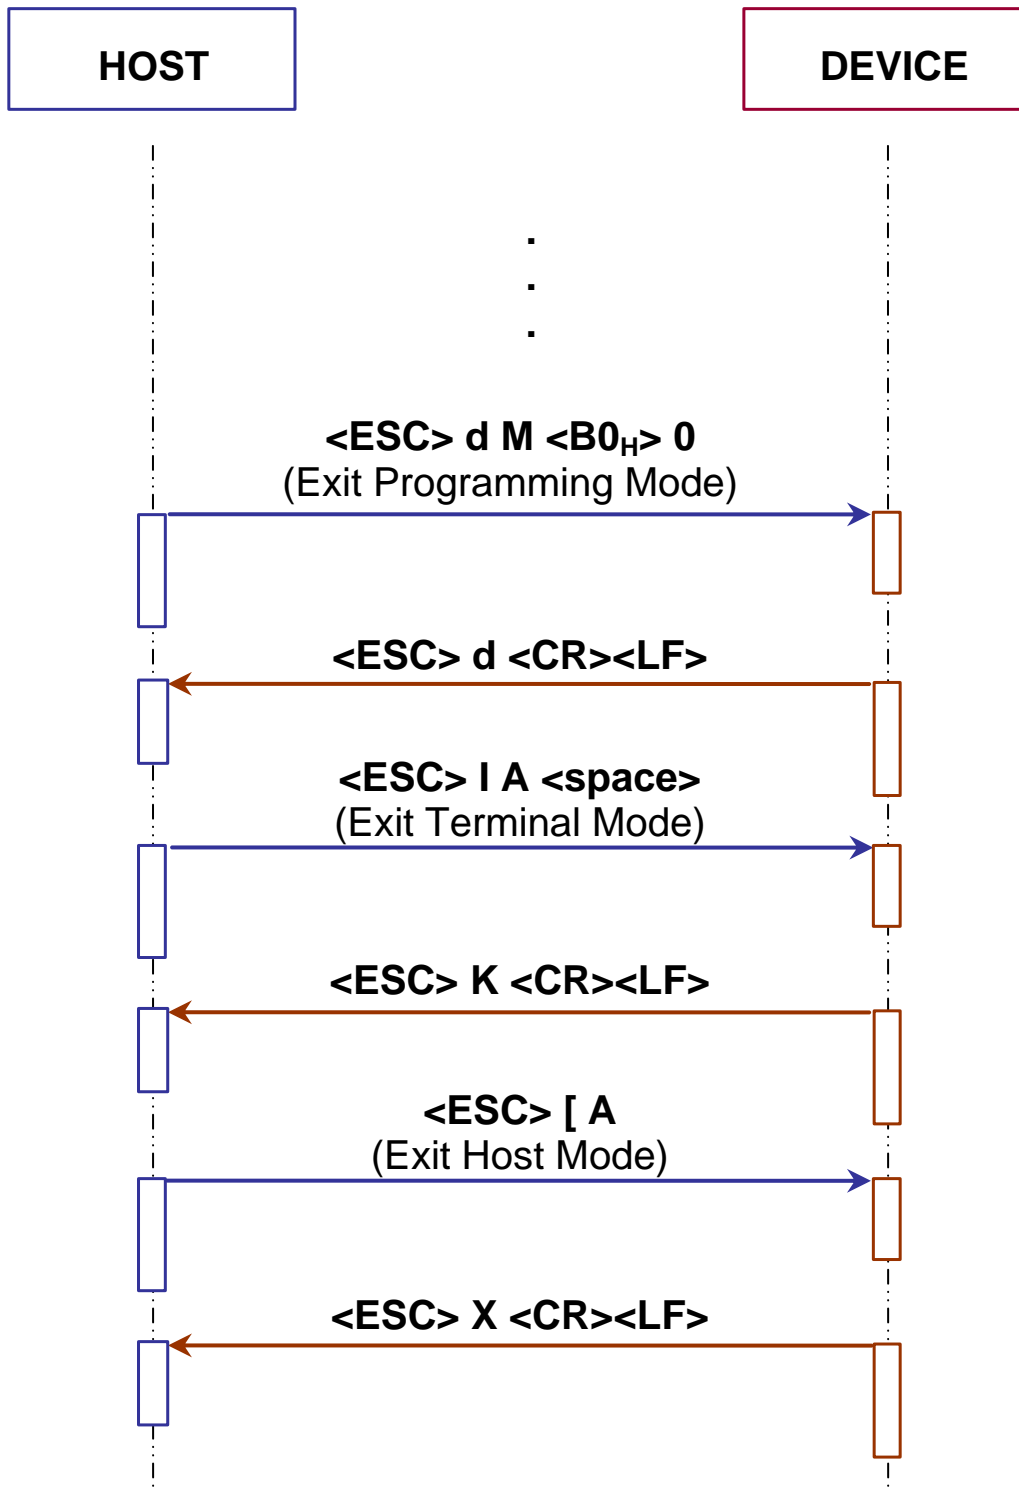 HOST
DEVICE
.
.
.
<ESC> d M <B0H> 0
(Exit Programming Mode)
<ESC> d <CR><LF>
<ESC> I A <space>
(Exit Terminal Mode)
<ESC> K <CR><LF>
<ESC> [ A
(Exit Host Mode)
<ESC> X <CR><LF>